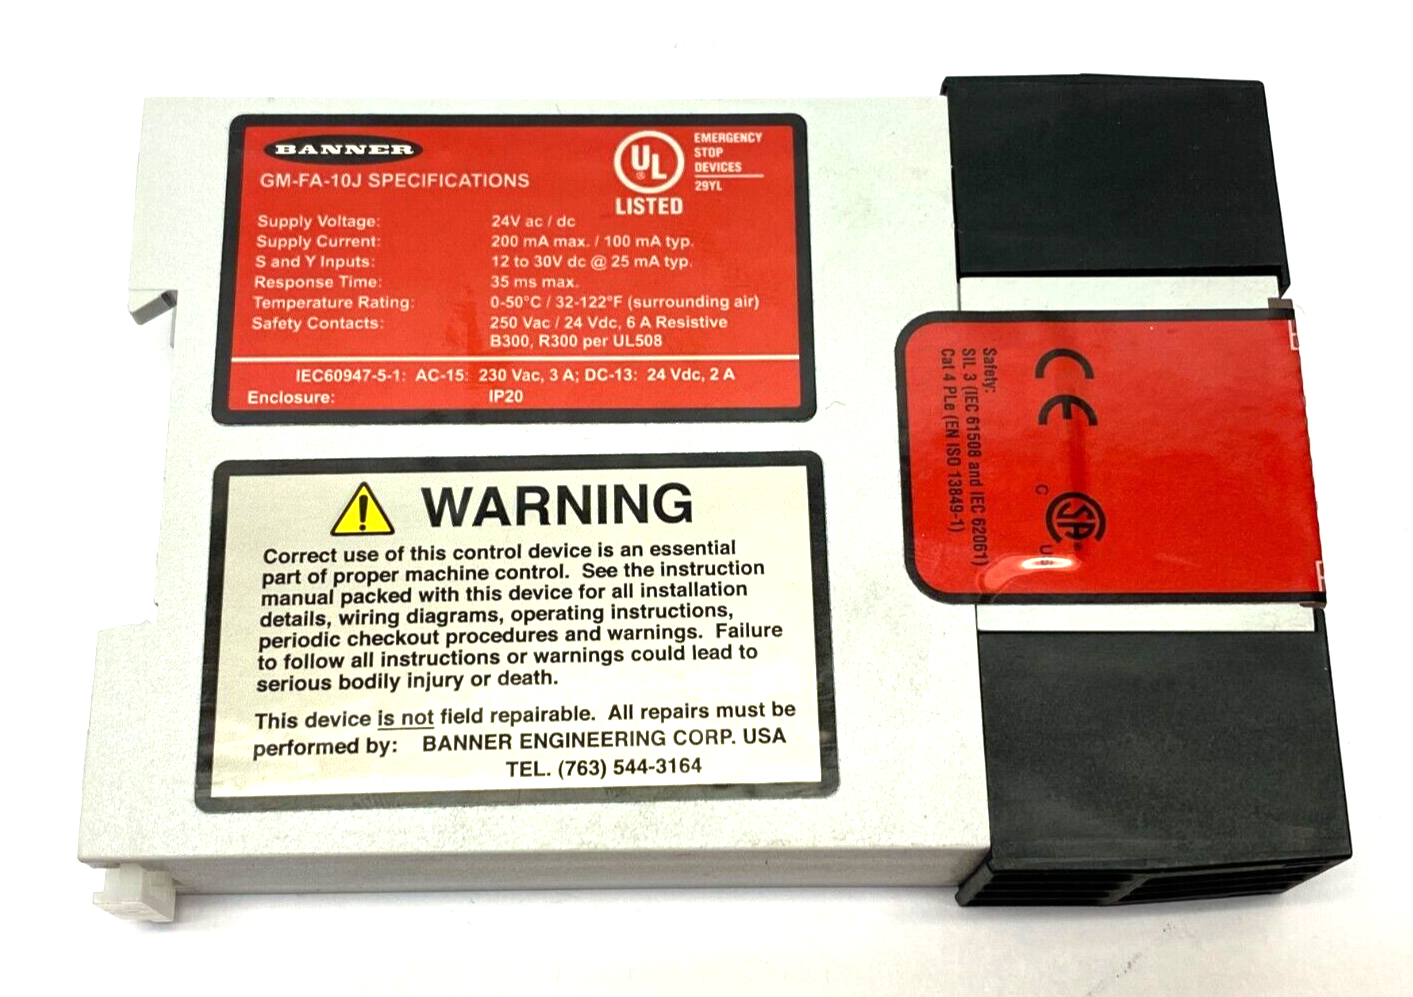 BANNER
GM-FA-10J SPECIFICATIONS
UL
®
LISTED
EMERGENCY
STOP
DEVICES
29YL
Supply Voltage: 24V ac / dc
Supply Current: 200 mA max. / 100 mA typ.
S and Y Inputs: 12 to 30V dc @ 25 mA typ.
Response Time: 35 ms max.
Temperature Rating: 0-50°C / 32-122°F (surrounding air)
Safety Contacts: 250 Vac / 24 Vdc, 6 A Resistive
B300, R300 per UL508
IEC60947-5-1: AC-15: 230 Vac, 3 A; DC-13: 24 Vdc, 2 A
Enclosure: IP20
WARNING
Correct use of this control device is an essential
part of proper machine control. See the instruction
manual packed with this device for all installation
details, wiring diagrams, operating instructions,
periodic checkout procedures and warnings. Failure
to follow all instructions or warnings could lead to
serious bodily injury or death.
This device is not field repairable. All repairs must be
performed by: BANNER ENGINEERING CORP. USA
TEL. (763) 544-3164
CE
C SA US
Safety:
SIL 3 (IEC 61508 and IEC 62061)
Cat 4 PLe (EN ISO 13849-1)